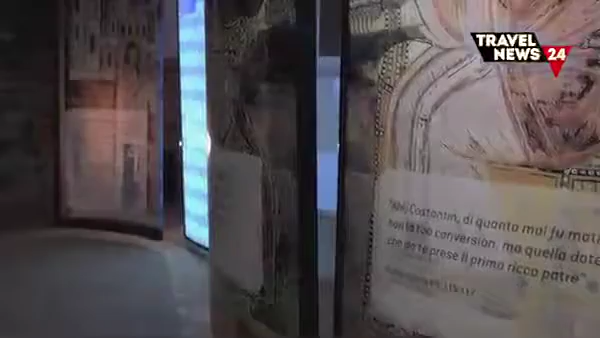 TRAVEL
NEWS 24
"Ahi, Costantin, di quanto mal fu matr
non la tua conversion, ma quella dote
che da te prese il primo ricco patre"